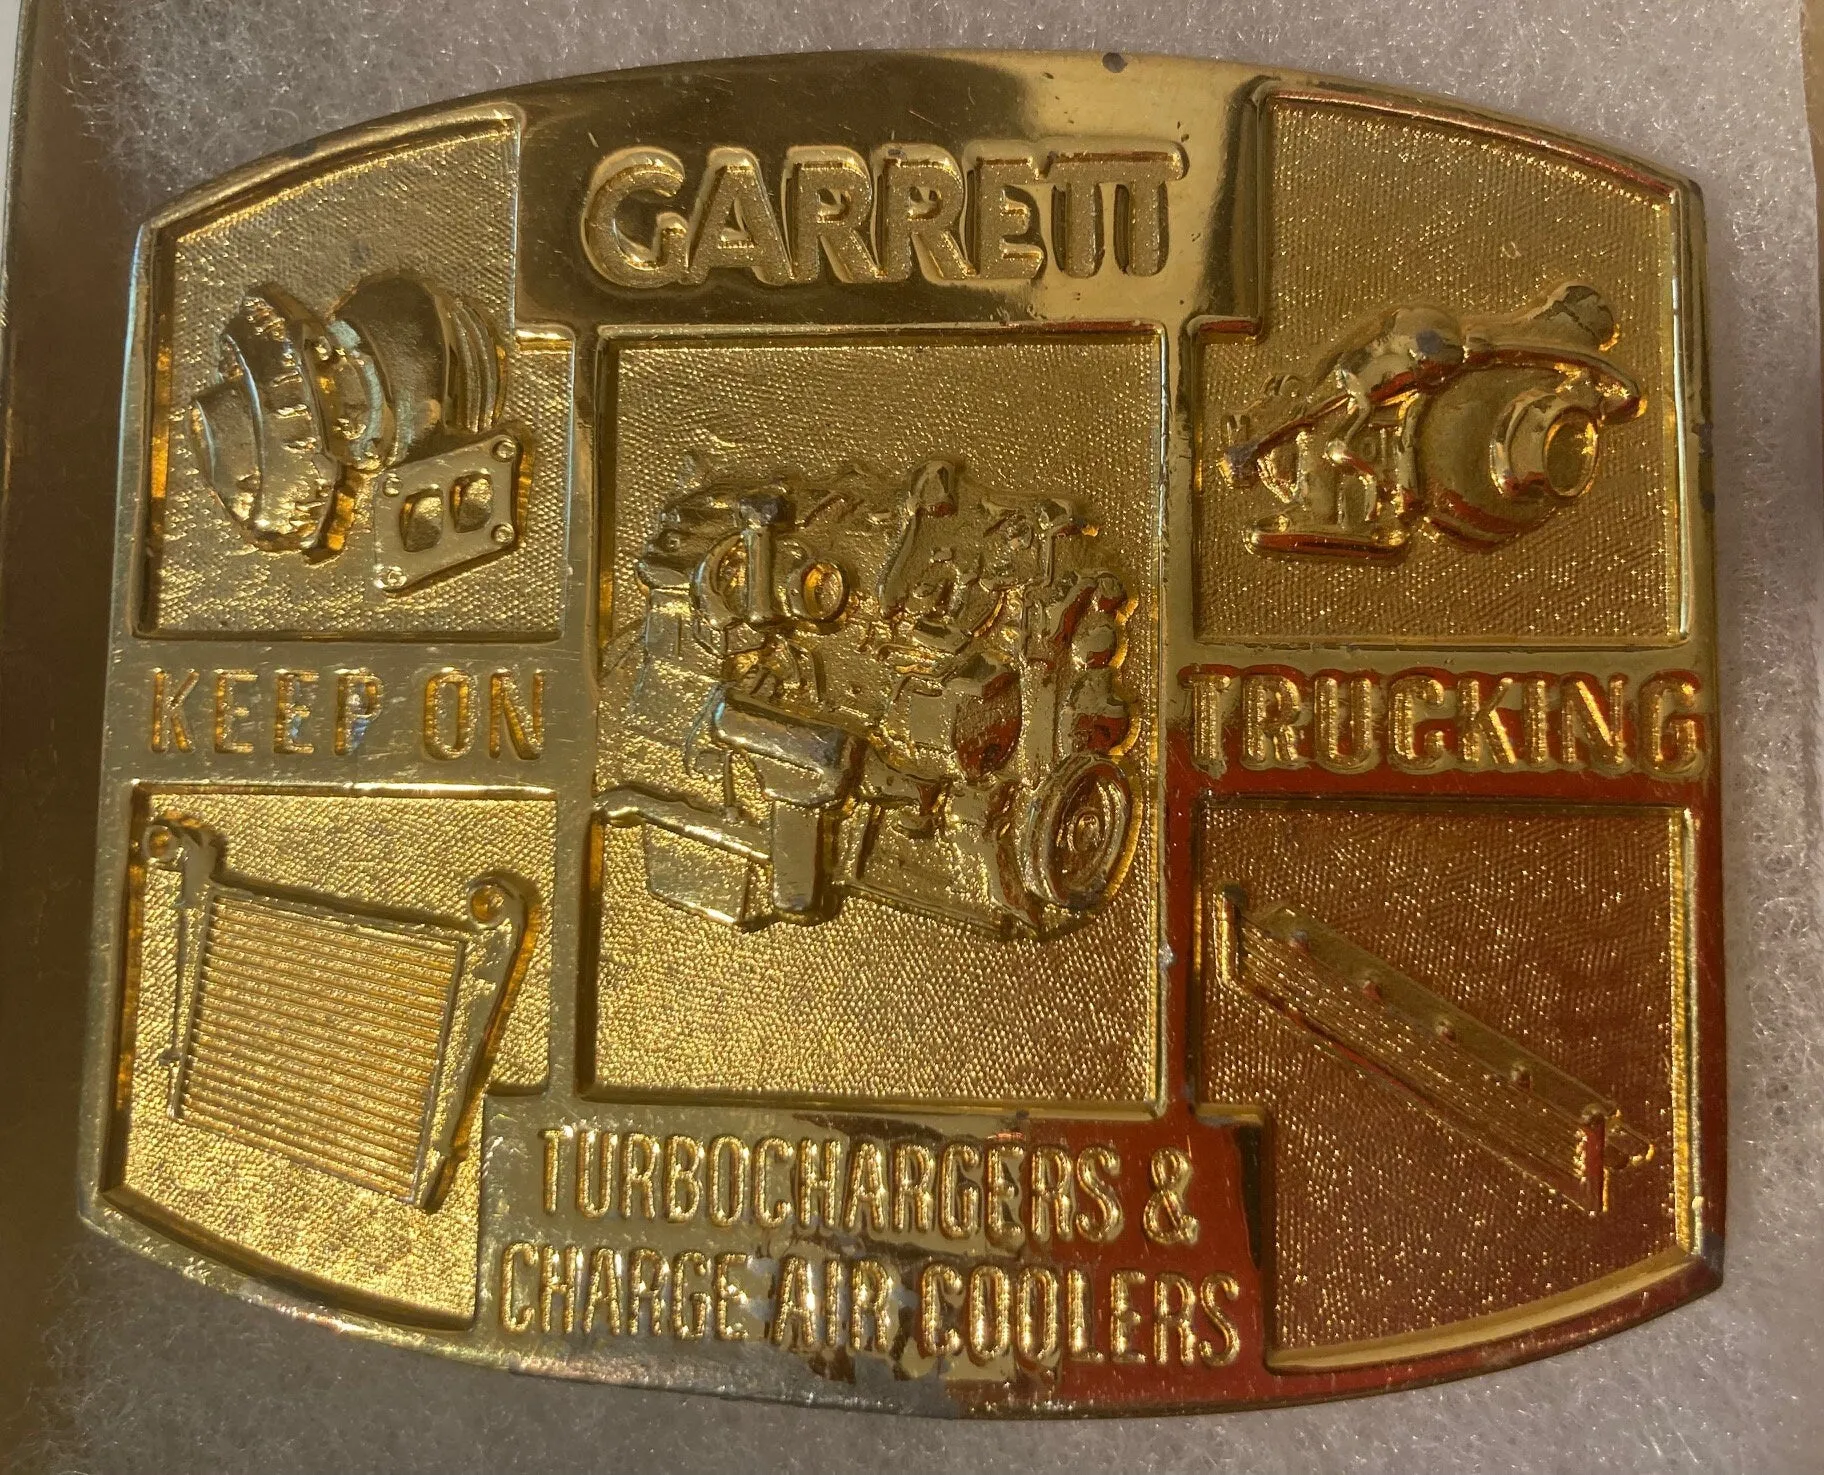 GARRETT
KEEP ON TRUCKING
TURBOCHARGERS &
CHARGE AIR COOLERS